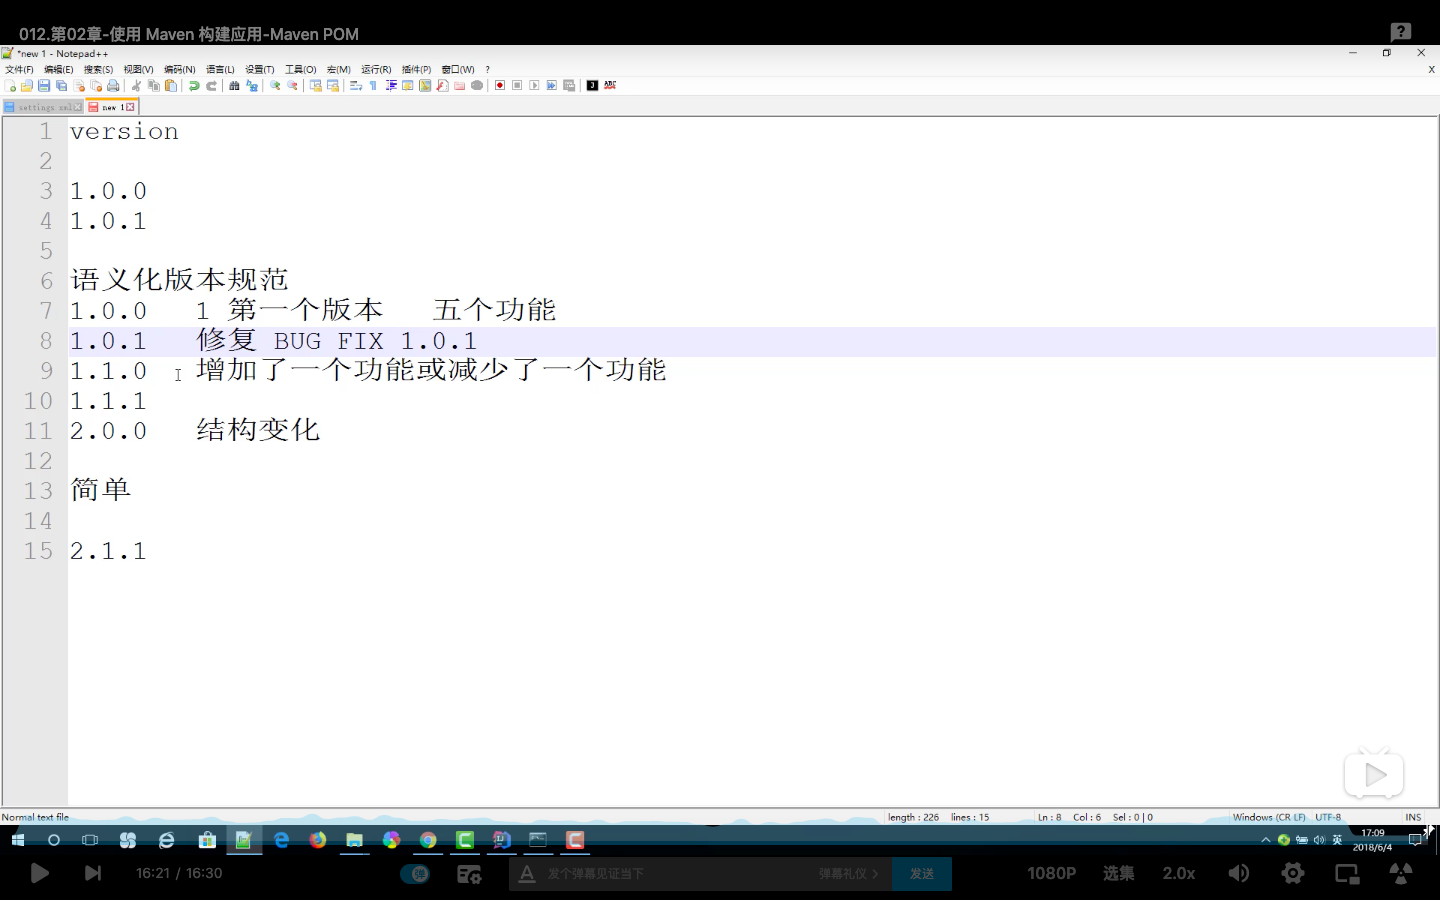 012.第02章-使用 Maven 构建应用-Maven POM
*new 1 - Notepad++
文件(F) 编辑(E) 搜索(S) 视图(V) 编码(N) 语言(L) 设置(T) 工具(O) 宏(M) 运行(R) 插件(P) 窗口(W) ? X
settings.xml new 1
1 version
2
3 1.0.0
4 1.0.1
5
6 语义化版本规范
7 1.0.0 1 第一个版本 五个功能
8 1.0.1 修复 BUG FIX 1.0.1
9 1.1.0 增加了一个功能或减少了一个功能
10 1.1.1
11 2.0.0 结构变化
12
13 简单
14
15 2.1.1
Normal text file length : 226 lines : 15 Ln : 8 Col : 6 Sel : 0 | 0 Windows (CR LF) UTF-8 INS
英 17:09
2018/6/4
16:21 / 16:30 弹 发个弹幕见证当下 弹幕礼仪 > 发送 1080P 选集 2.0x